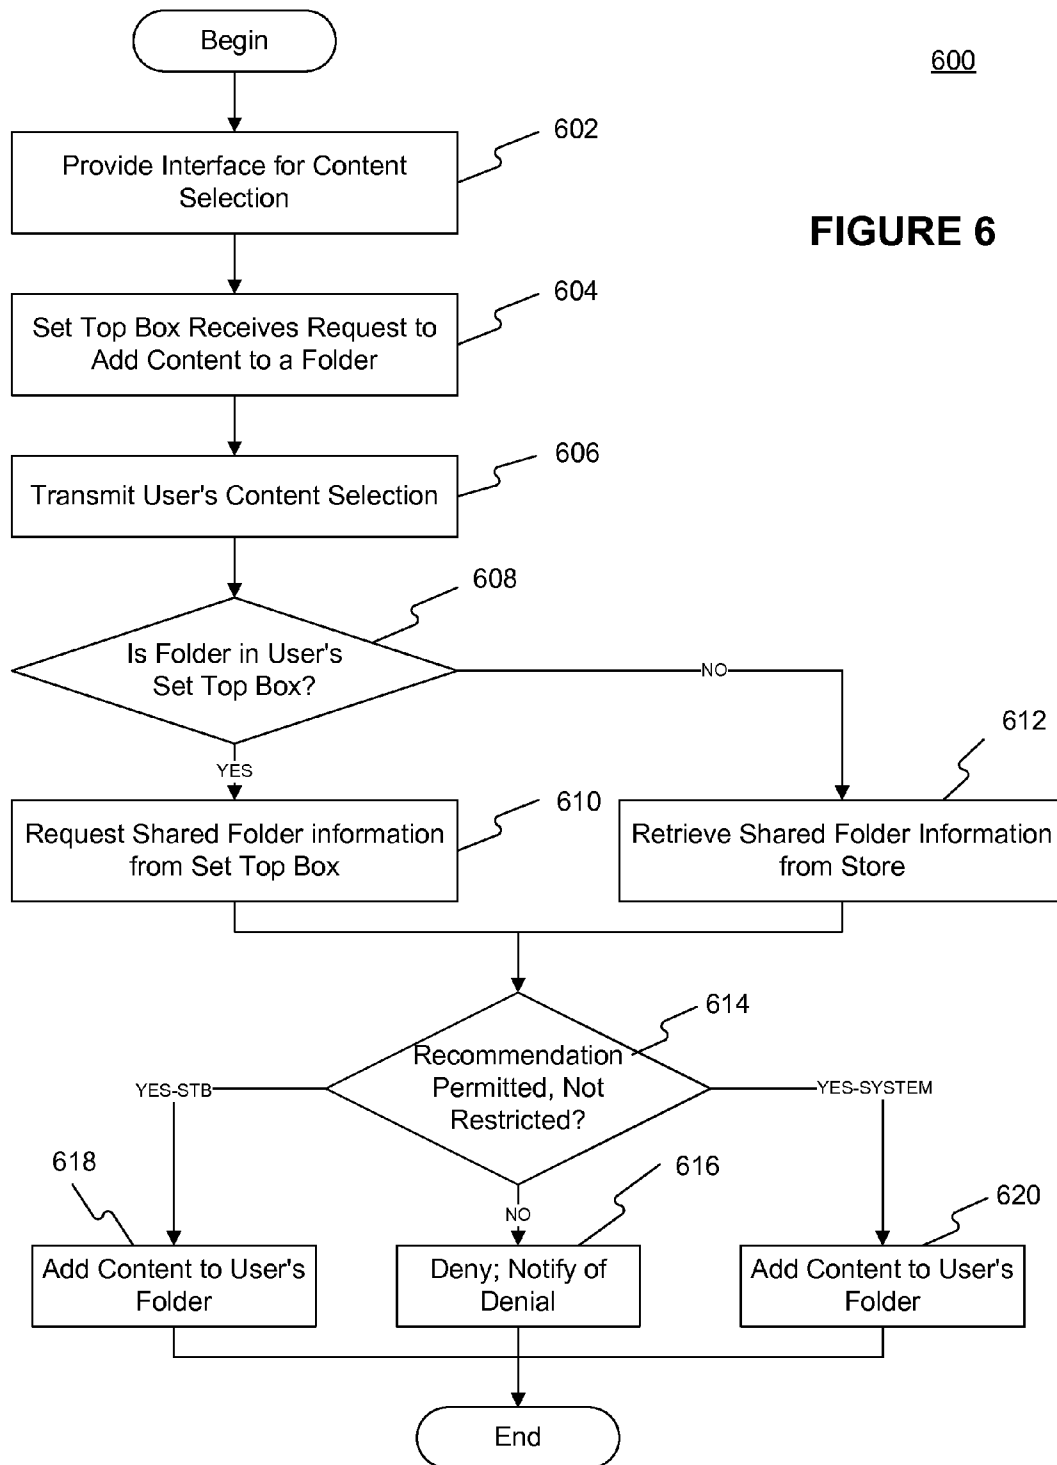 Begin
600
602
Provide Interface for Content
Selection
FIGURE 6
604
Set Top Box Receives Request to
Add Content to a Folder
606
Transmit User's Content Selection
608
Is Folder in User's
Set Top Box?
NO
YES
612
610
Request Shared Folder information
from Set Top Box
Retrieve Shared Folder Information
from Store
614
Recommendation
Permitted, Not
Restricted?
YES-STB
YES-SYSTEM
618
616
620
NO
Add Content to User's
Folder
Deny; Notify of
Denial
Add Content to User's
Folder
End